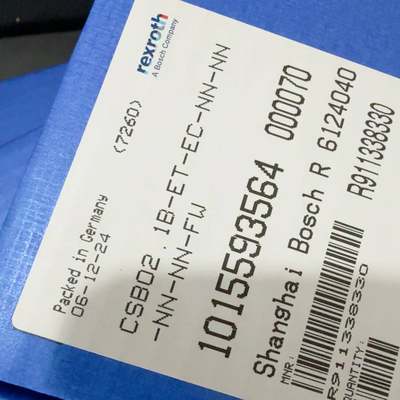 rexroth
A Bosch Company
Packed in Germany
06-12-24
(7260)
CSB02.1B-ET-EC-NN-NN
-NN-NN-FW
1015593564 000070
Shanghai Bosch R 6124040
R911338330
MNR:
R911338330
QUANTITY: